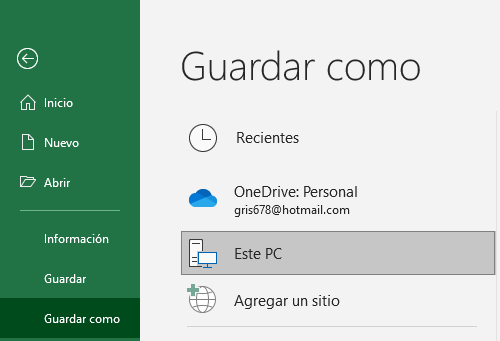 Guardar como
Inicio
Nuevo
Abrir
Información
Guardar
Guardar como
Recientes
OneDrive: Personal
gris678@hotmail.com
Este PC
Agregar un sitio